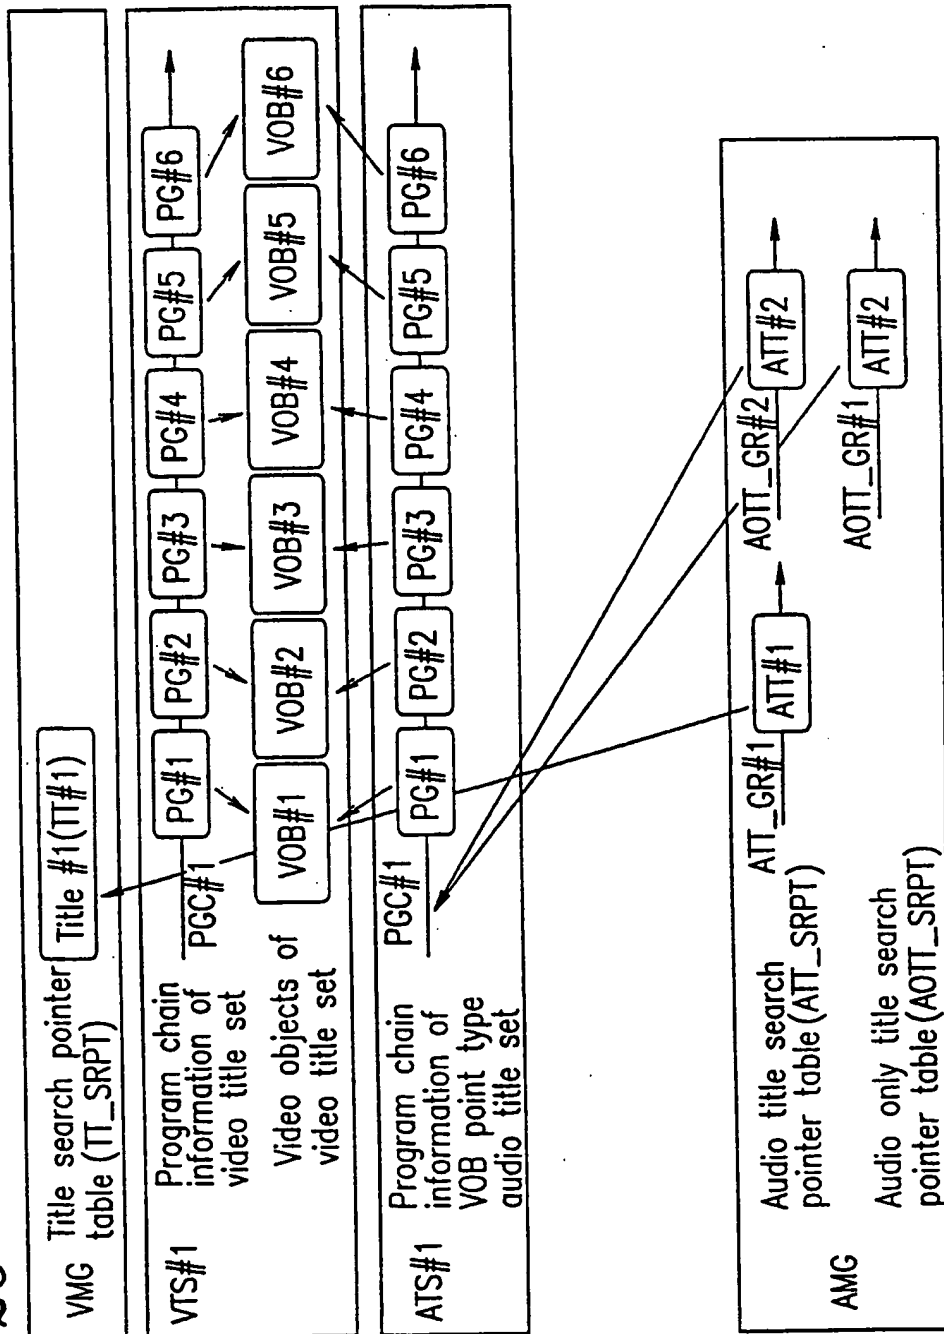 VMG
Title search pointer
table (TT_SRPT)
Title #1(TT#1)
VTS#1
Program chain
information of
video title set
PGC#1
PG#1
PG#2
PG#3
PG#4
PG#5
PG#6
Video objects of
video title set
VOB#1
VOB#2
VOB#3
VOB#4
VOB#5
VOB#6
ATS#1
Program chain
information of
VOB point type
audio title set
PGC#1
PG#1
PG#2
PG#3
PG#4
PG#5
PG#6
AMG
Audio title search
pointer table(ATT_SRPT)
ATT_GR#1
ATT#1
AOTT_GR#2
ATT#2
Audio only title search
pointer table(AOTT_SRPT)
AOTT_GR#1
ATT#2